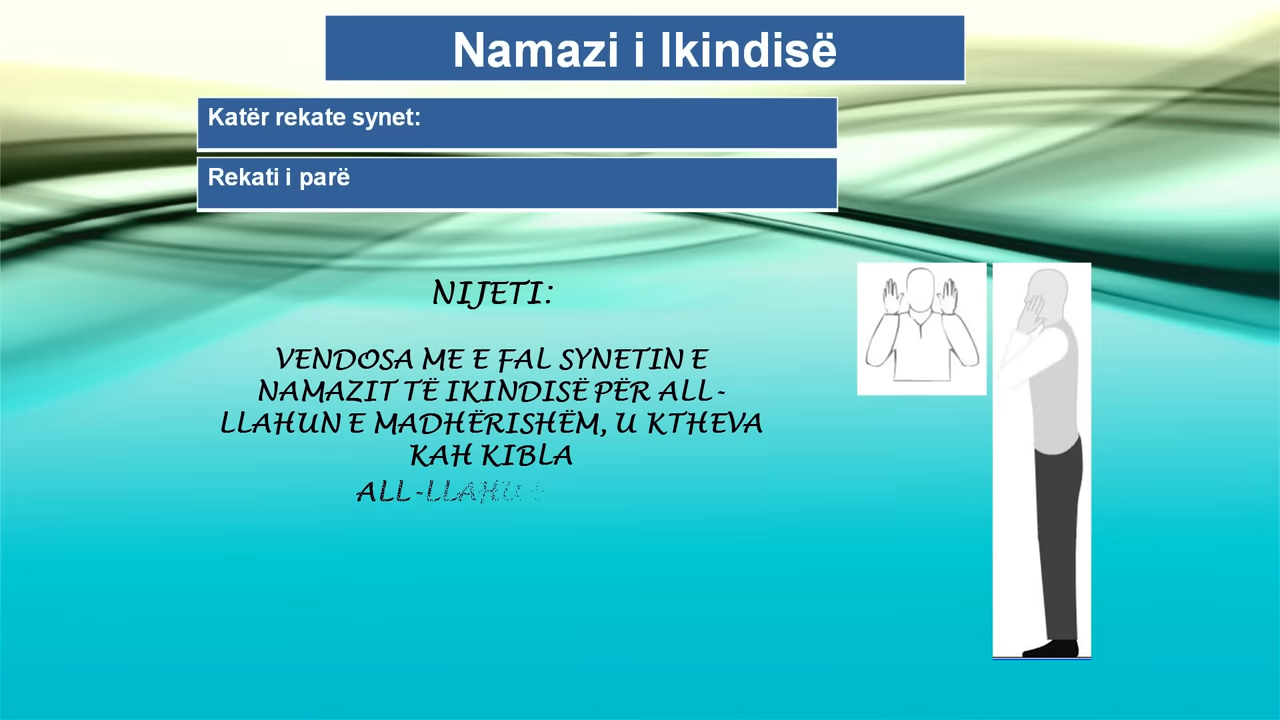 Namazi i Ikindisë
Katër rekate synet:
Rekati i parë
NIJETI:
VENDOSA ME E FAL SYNETIN E
NAMAZIT TË IKINDISË PËR ALL-
LLAHUN E MADHËRISHËM, U KTHEVA
KAH KIBLA
ALL-LLAHU